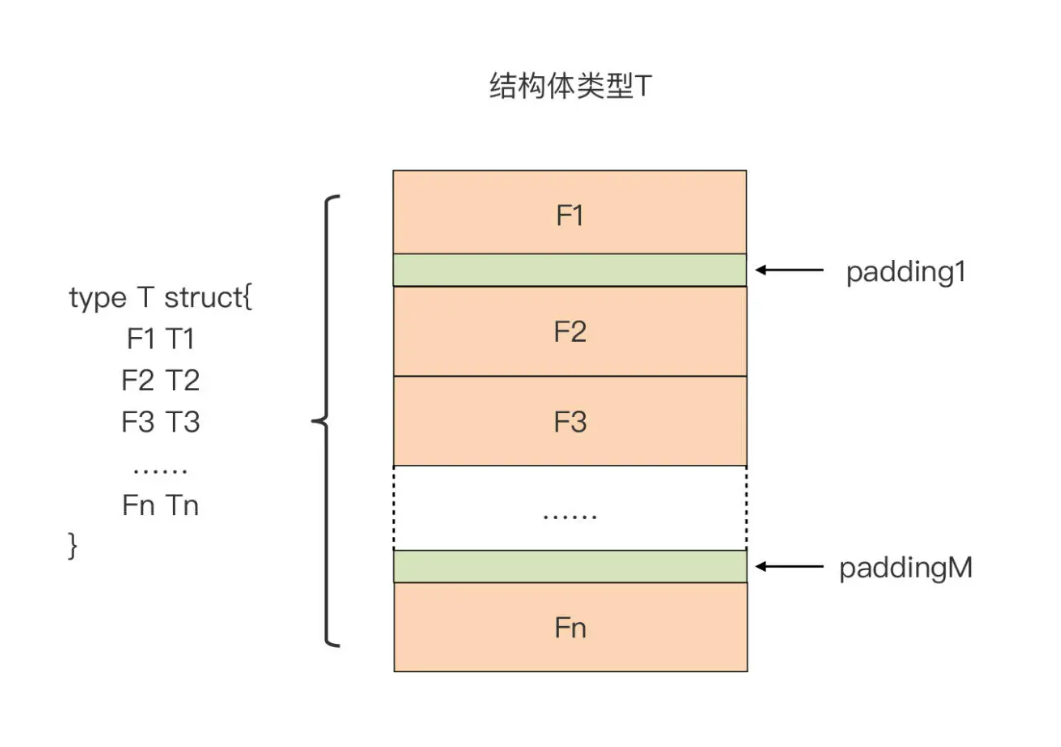 结构体类型T
type T struct{
F1 T1
F2 T2
F3 T3
……
Fn Tn
}
F1
padding1
F2
F3
……
paddingM
Fn